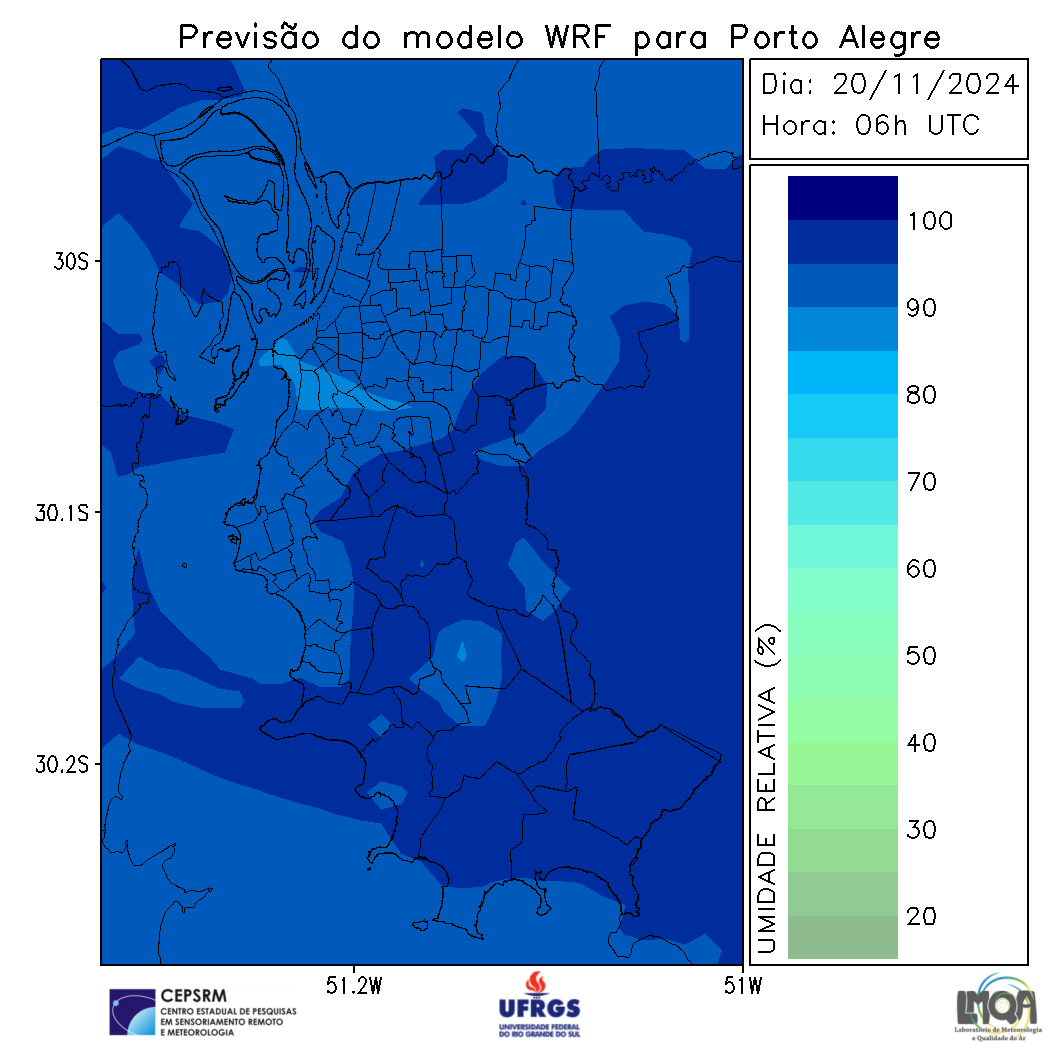 Previsão do modelo WRF para Porto Alegre
Dia: 20/11/2024
Hora: 06h UTC
30S
30.1S
30.2S
51.2W
51W
UMIDADE RELATIVA (%)
100
90
80
70
60
50
40
30
20
CEPSRM
CENTRO ESTADUAL DE PESQUISAS
EM SENSORIAMENTO REMOTO
E METEOROLOGIA
UFRGS
UNIVERSIDADE FEDERAL
DO RIO GRANDE DO SUL
LMQA
Laboratório de Meteorologia
e Qualidade do Ar